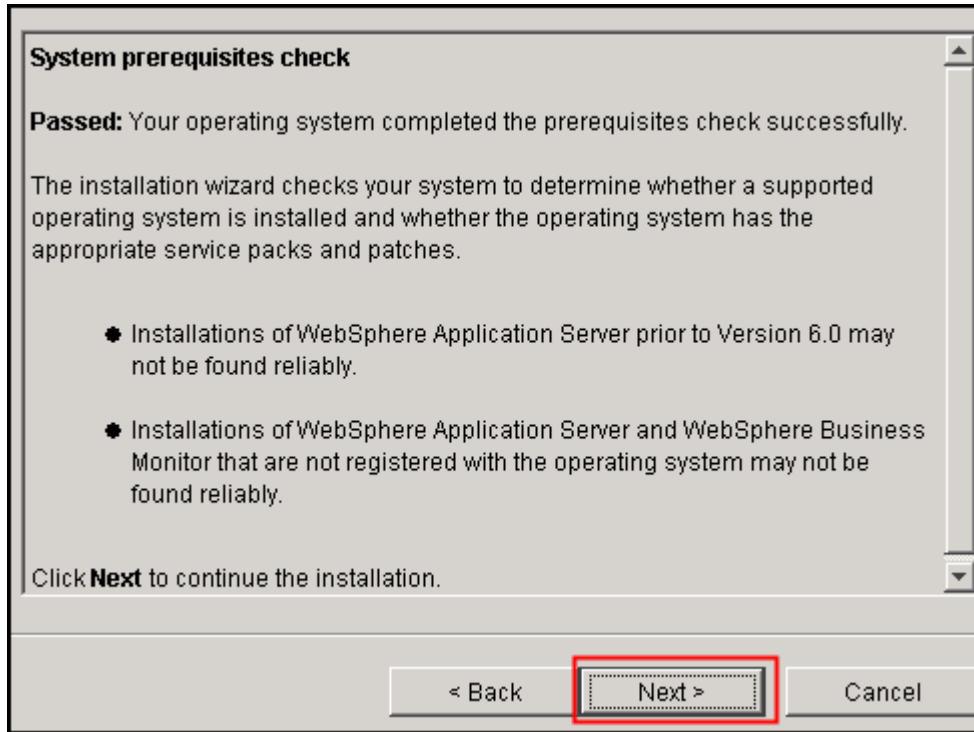 System prerequisites check
Passed: Your operating system completed the prerequisites check successfully.
The installation wizard checks your system to determine whether a supported
operating system is installed and whether the operating system has the
appropriate service packs and patches.
Installations of WebSphere Application Server prior to Version 6.0 may
not be found reliably.
Installations of WebSphere Application Server and WebSphere Business
Monitor that are not registered with the operating system may not be
found reliably.
Click Next to continue the installation.
< Back Next > Cancel